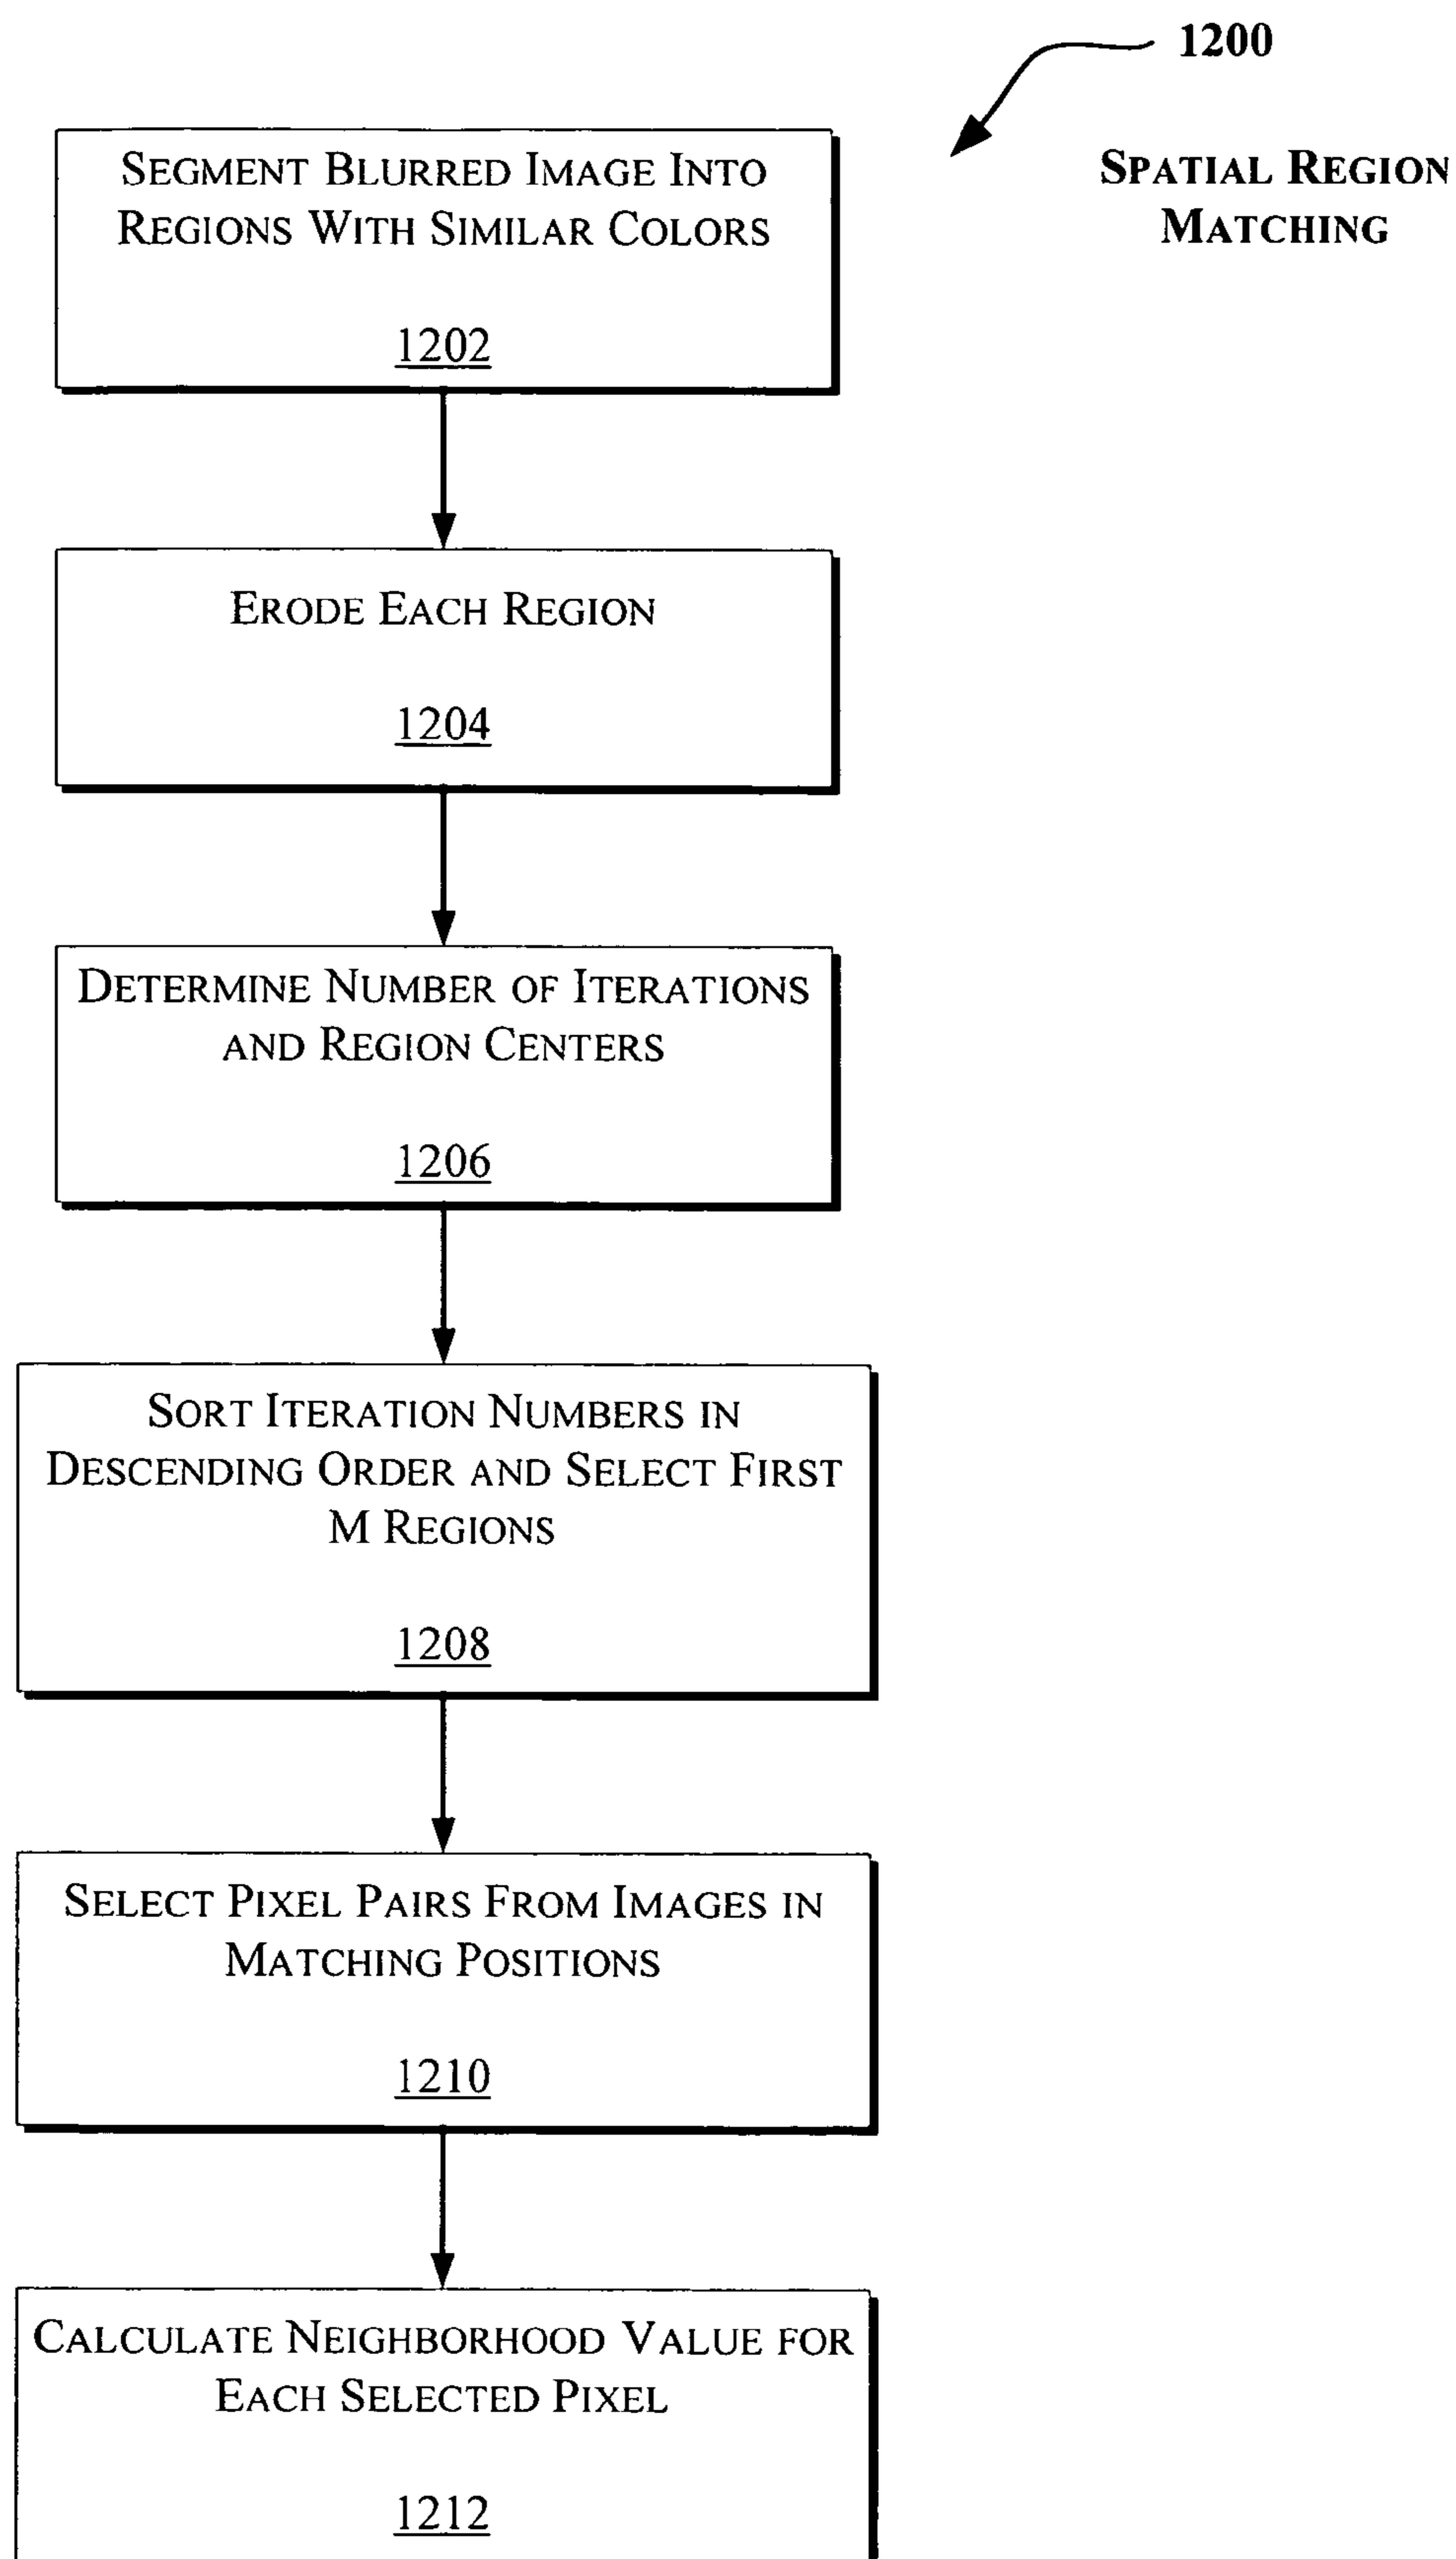 1200
SPATIAL REGION
MATCHING
SEGMENT BLURRED IMAGE INTO
REGIONS WITH SIMILAR COLORS
1202
ERODE EACH REGION
1204
DETERMINE NUMBER OF ITERATIONS
AND REGION CENTERS
1206
SORT ITERATION NUMBERS IN
DESCENDING ORDER AND SELECT FIRST
M REGIONS
1208
SELECT PIXEL PAIRS FROM IMAGES IN
MATCHING POSITIONS
1210
CALCULATE NEIGHBORHOOD VALUE FOR
EACH SELECTED PIXEL
1212